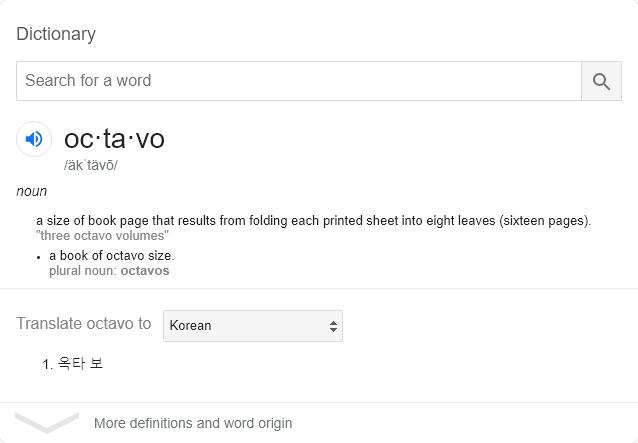 Dictionary
Search for a word
oc·ta·vo
/äkˈtävō/
noun
a size of book page that results from folding each printed sheet into eight leaves (sixteen pages).
"three octavo volumes"
• a book of octavo size.
plural noun: octavos
Translate octavo to Korean
1. 옥타 보
More definitions and word origin